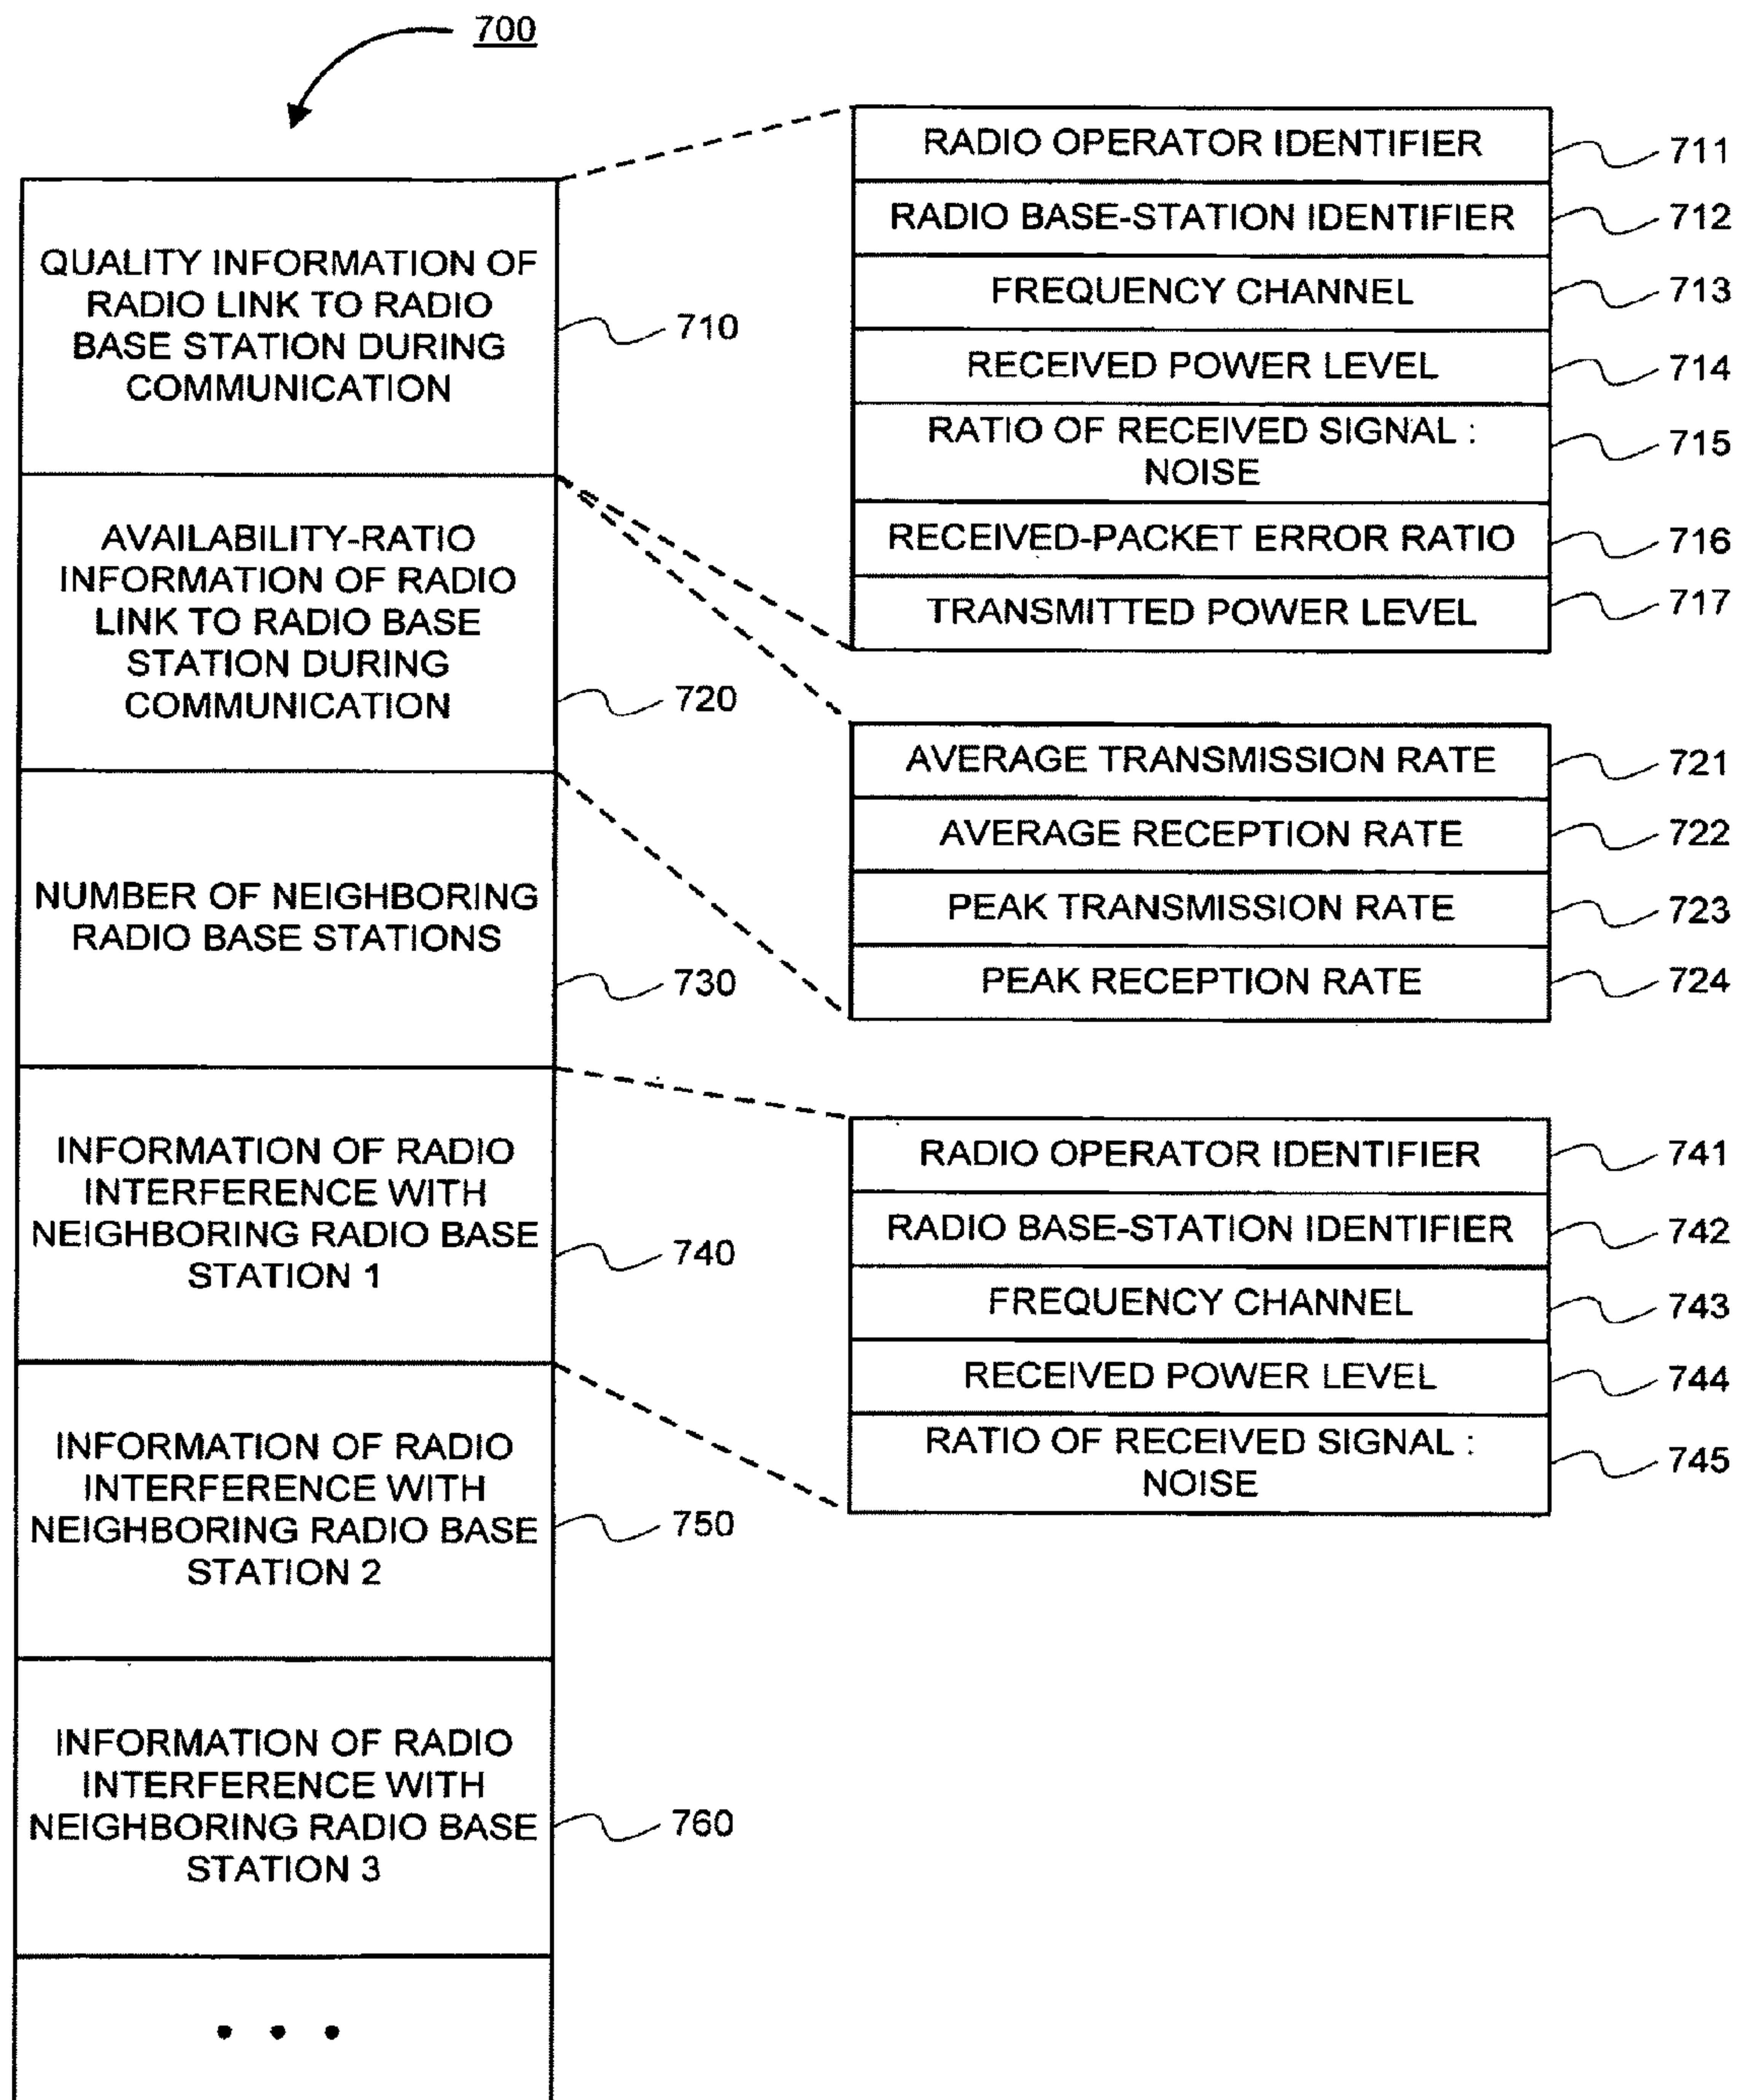 700
QUALITY INFORMATION OF
RADIO LINK TO RADIO
BASE STATION DURING
COMMUNICATION
710
AVAILABILITY-RATIO
INFORMATION OF RADIO
LINK TO RADIO BASE
STATION DURING
COMMUNICATION
720
NUMBER OF NEIGHBORING
RADIO BASE STATIONS
730
INFORMATION OF RADIO
INTERFERENCE WITH
NEIGHBORING RADIO BASE
STATION 1
740
INFORMATION OF RADIO
INTERFERENCE WITH
NEIGHBORING RADIO BASE
STATION 2
750
INFORMATION OF RADIO
INTERFERENCE WITH
NEIGHBORING RADIO BASE
STATION 3
760
• • •
RADIO OPERATOR IDENTIFIER
711
RADIO BASE-STATION IDENTIFIER
712
FREQUENCY CHANNEL
713
RECEIVED POWER LEVEL
714
RATIO OF RECEIVED SIGNAL :
NOISE
715
RECEIVED-PACKET ERROR RATIO
716
TRANSMITTED POWER LEVEL
717
AVERAGE TRANSMISSION RATE
721
AVERAGE RECEPTION RATE
722
PEAK TRANSMISSION RATE
723
PEAK RECEPTION RATE
724
RADIO OPERATOR IDENTIFIER
741
RADIO BASE-STATION IDENTIFIER
742
FREQUENCY CHANNEL
743
RECEIVED POWER LEVEL
744
RATIO OF RECEIVED SIGNAL :
NOISE
745